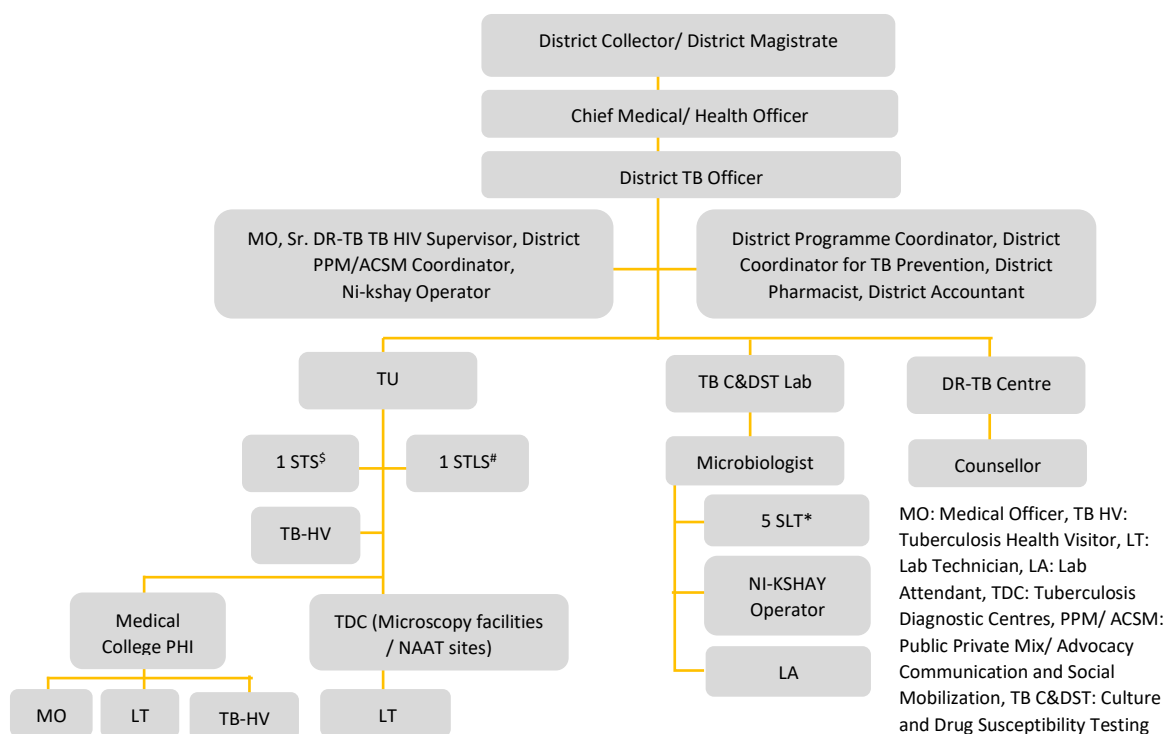 District Collector/ District Magistrate
Chief Medical/ Health Officer
District TB Officer
MO, Sr. DR-TB TB HIV Supervisor, District
PPM/ACSM Coordinator,
Ni-kshay Operator
District Programme Coordinator, District
Coordinator for TB Prevention, District
Pharmacist, District Accountant
TU
TB C&DST Lab
DR-TB Centre
1 STS$
1 STLS#
Microbiologist
Counsellor
TB-HV
5 SLT*
NI-KSHAY
Operator
LA
Medical
College PHI
TDC (Microscopy facilities
/ NAAT sites)
MO
LT
TB-HV
LT
MO: Medical Officer, TB HV:
Tuberculosis Health Visitor, LT:
Lab Technician, LA: Lab
Attendant, TDC: Tuberculosis
Diagnostic Centres, PPM/ ACSM:
Public Private Mix/ Advocacy
Communication and Social
Mobilization, TB C&DST: Culture
and Drug Susceptibility Testing